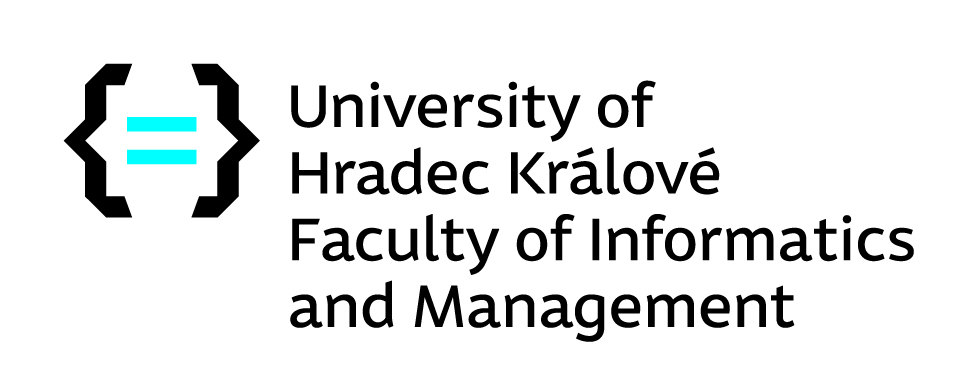 {=}
University of
Hradec Králové
Faculty of Informatics
and Management